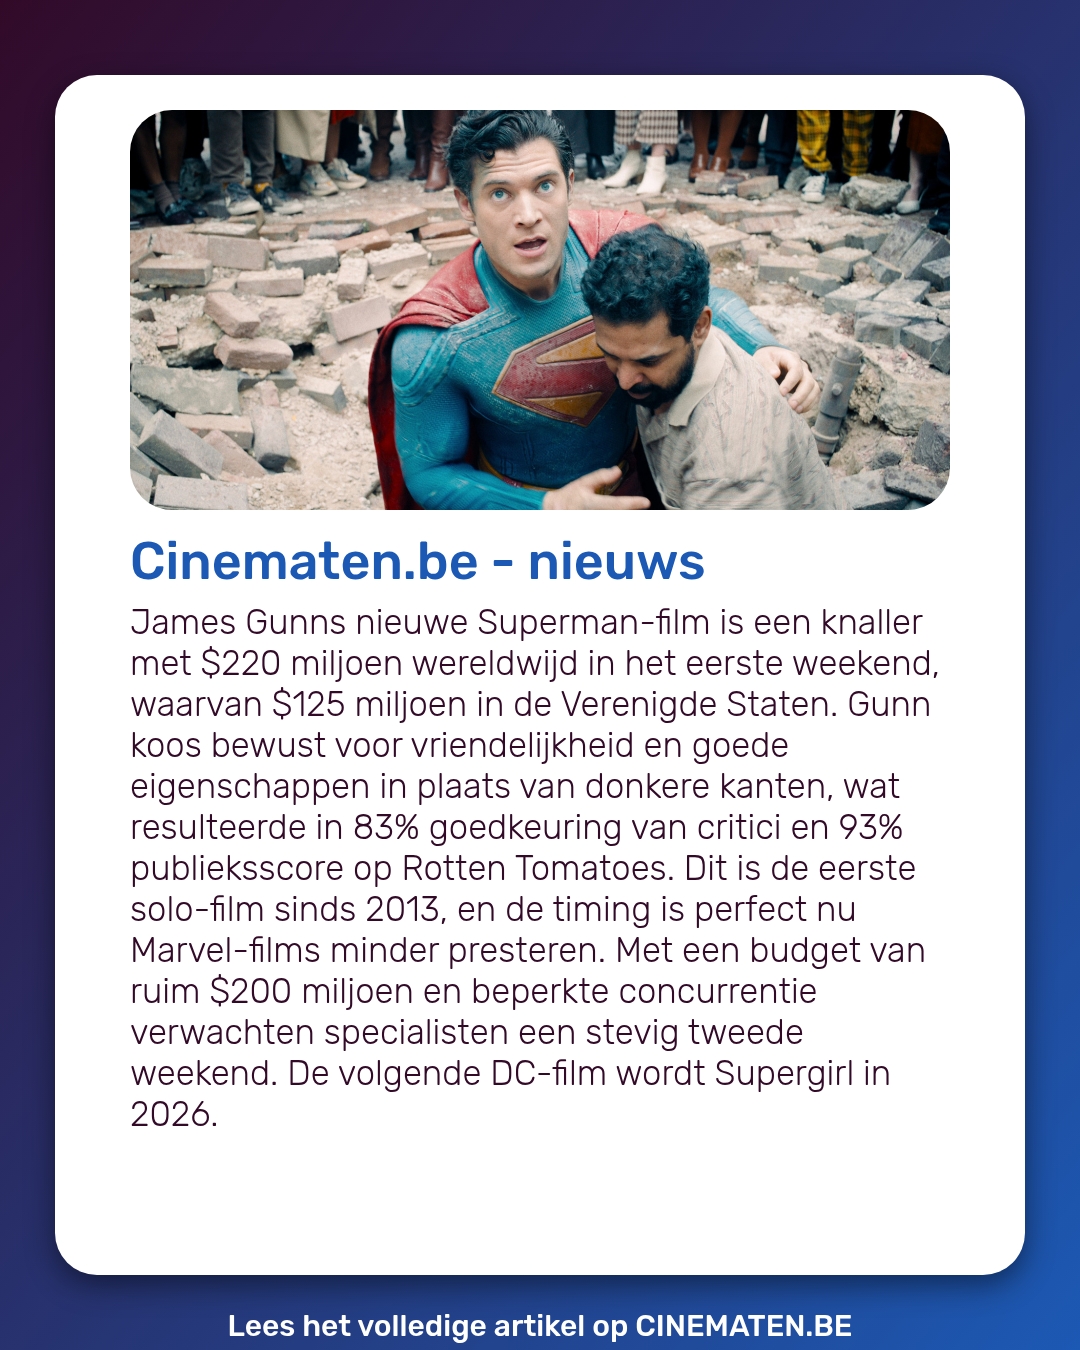 Cinematen.be - nieuws
James Gunns nieuwe Superman-film is een knaller
met $220 miljoen wereldwijd in het eerste weekend,
waarvan $125 miljoen in de Verenigde Staten. Gunn
koos bewust voor vriendelijkheid en goede
eigenschappen in plaats van donkere kanten, wat
resulteerde in 83% goedkeuring van critici en 93%
publieksscore op Rotten Tomatoes. Dit is de eerste
solo-film sinds 2013, en de timing is perfect nu
Marvel-films minder presteren. Met een budget van
ruim $200 miljoen en beperkte concurrentie
verwachten specialisten een stevig tweede
weekend. De volgende DC-film wordt Supergirl in
2026.
Lees het volledige artikel op CINEMATEN.BE